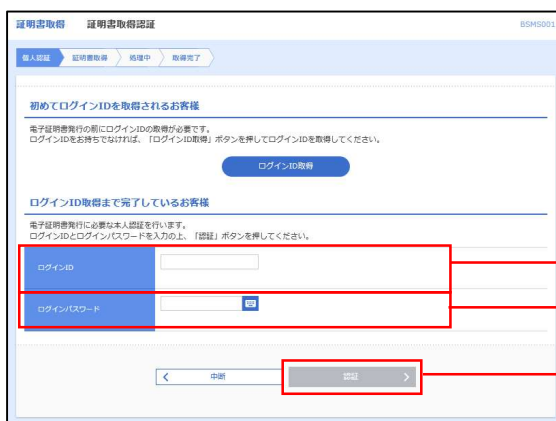 証明書取得 証明書取得認証 BSMS001
個人認証 証明書取得 処理中 取得完了
初めてログインIDを取得されるお客様
電子証明書発行の前にログインIDの取得が必要です。
ログインIDをお持ちでなければ、「ログインID取得」ボタンを押してログインIDを取得してください。
ログインID取得
ログインID取得まで完了しているお客様
電子証明書発行に必要な本人認証を行います。
ログインIDとログインパスワードを入力の上、「認証」ボタンを押してください。
ログインID
ログインパスワード
中断 認証